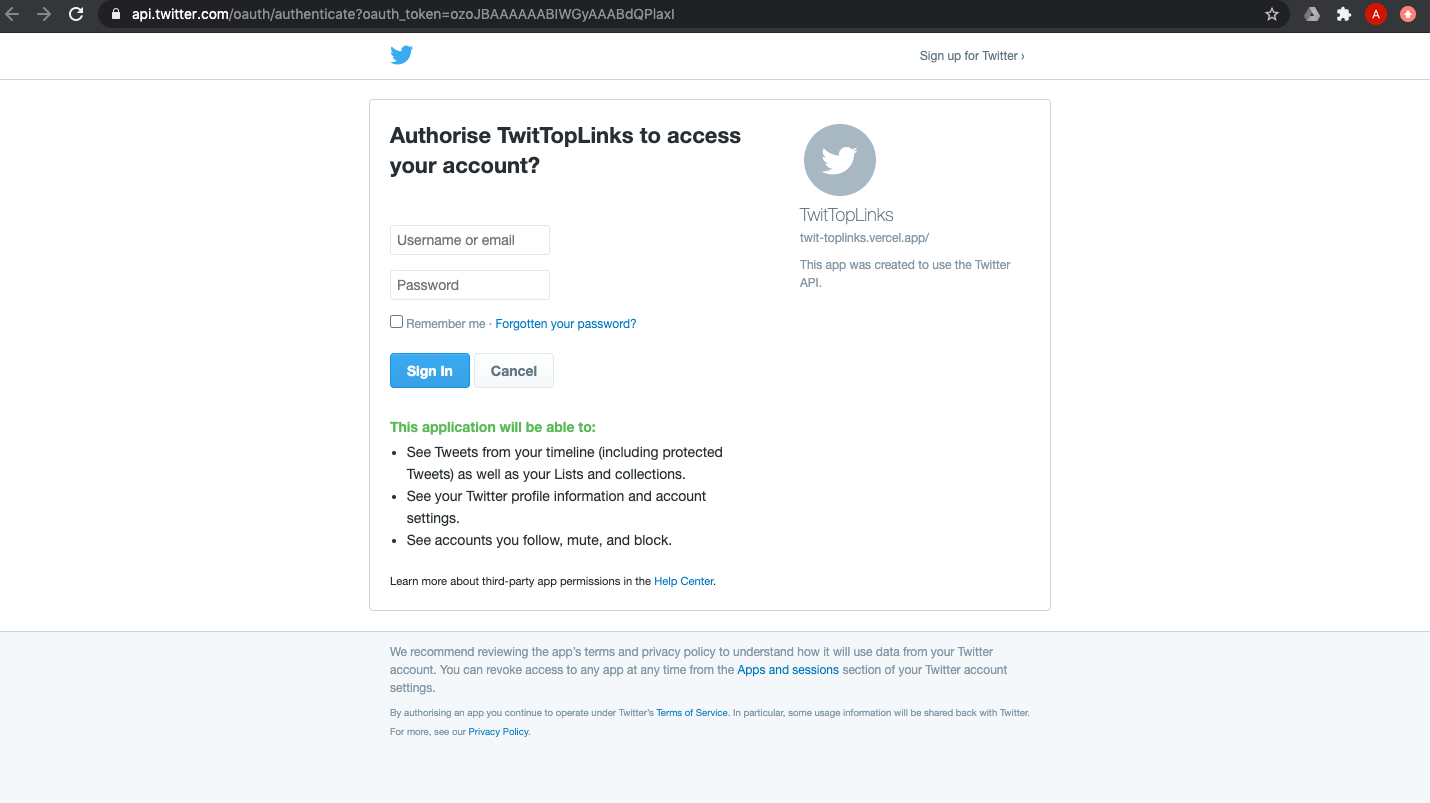 api.twitter.com/oauth/authenticate?oauth_token=ozoJBAAAAAABIWGyAAABdQPlaxI
A
Sign up for Twitter ›
Authorise TwitTopLinks to access
your account?
Username or email
Password
Remember me · Forgotten your password?
Sign In
Cancel
This application will be able to:
• See Tweets from your timeline (including protected
Tweets) as well as your Lists and collections.
• See your Twitter profile information and account
settings.
• See accounts you follow, mute, and block.
Learn more about third-party app permissions in the Help Center.
TwitTopLinks
twit-toplinks.vercel.app/
This app was created to use the Twitter
API.
We recommend reviewing the app's terms and privacy policy to understand how it will use data from your Twitter
account. You can revoke access to any app at any time from the Apps and sessions section of your Twitter account
settings.
By authorising an app you continue to operate under Twitter's Terms of Service. In particular, some usage information will be shared back with Twitter.
For more, see our Privacy Policy.